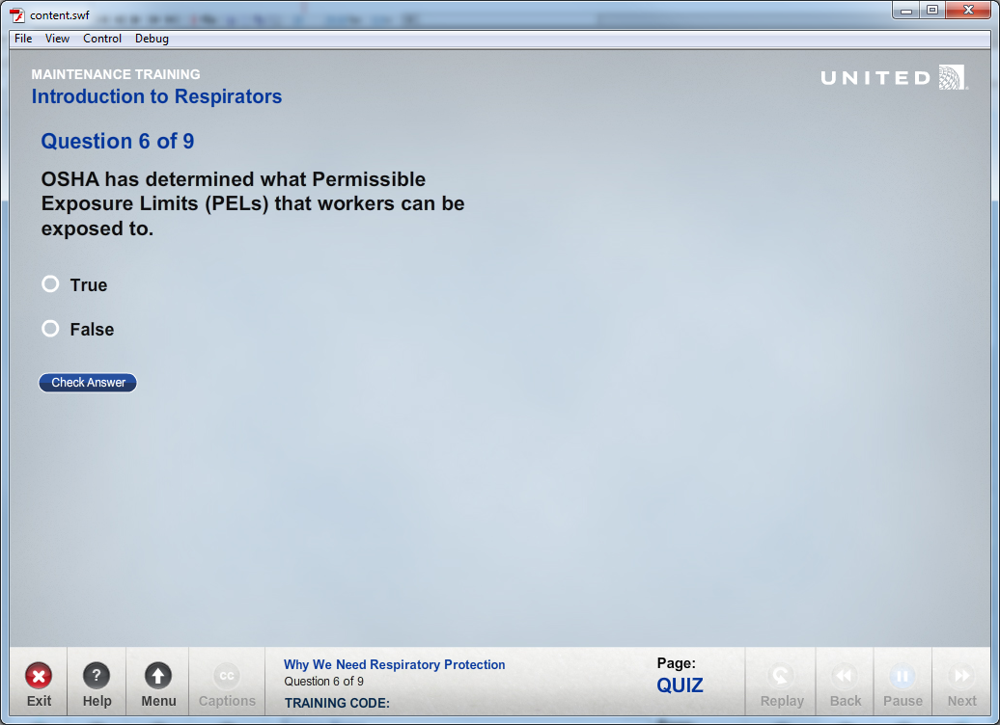 content.swf
File View Control Debug
MAINTENANCE TRAINING
UNITED
Introduction to Respirators
Question 6 of 9
OSHA has determined what Permissible
Exposure Limits (PELs) that workers can be
exposed to.
True
False
Check Answer
Exit
Help
Menu
CC
Captions
Why We Need Respiratory Protection
Question 6 of 9
TRAINING CODE:
Page:
QUIZ
Replay
Back
Pause
Next